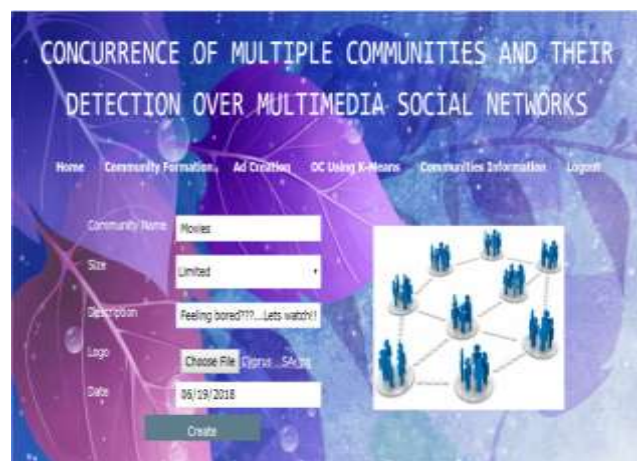 CONCURRENCE OF MULTIPLE COMMUNITIES AND THEIR
DETECTION OVER MULTIMEDIA SOCIAL NETWORKS
Home Community Formation Ad Creation OC Using K-Means Communities Information Logout
Community Name Movies
Size Limited
Description Feeling bored???....Lets watch!!
Logo Choose File Cyprus
Date 06/19/2018
Create